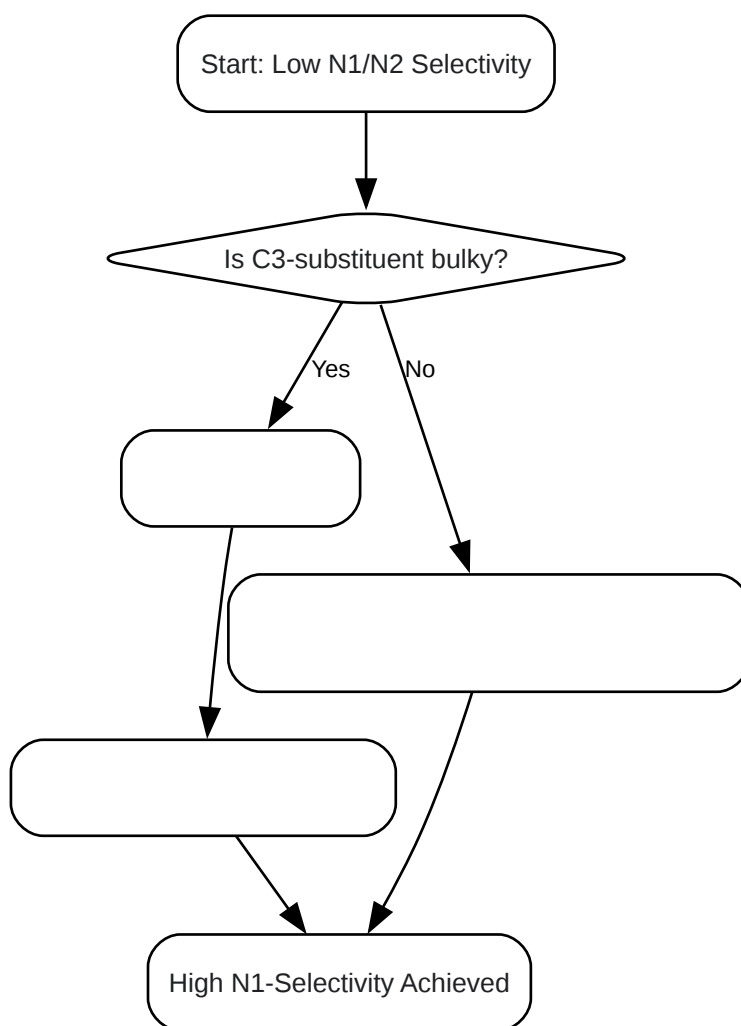 Start: Low N1/N2 Selectivity
Is C3-substituent bulky?
Yes
No
High N1-Selectivity Achieved